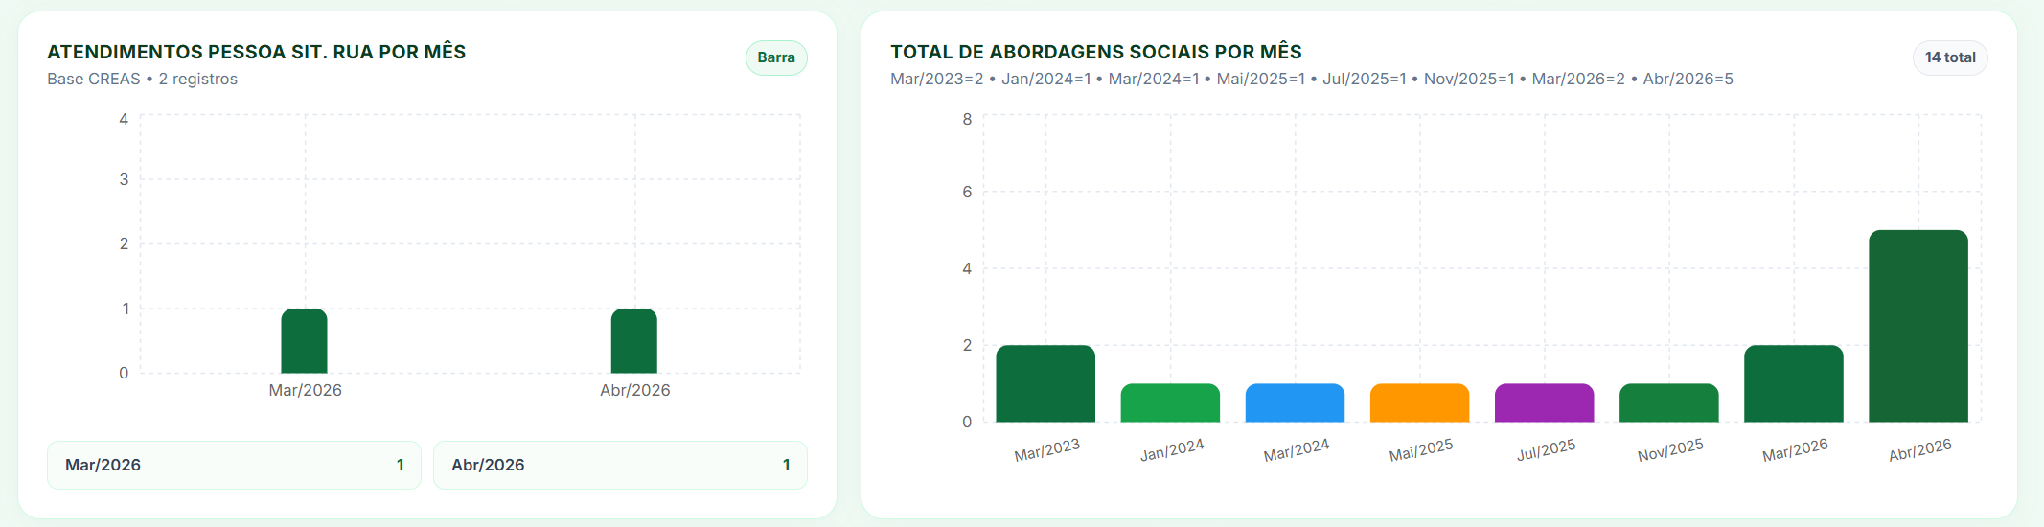 ATENDIMENTOS PESSOA SIT. RUA POR MÊS
Barra
Base CREAS • 2 registros
4
3
2
1
0
Mar/2026
Abr/2026
Mar/2026 1
Abr/2026 1
TOTAL DE ABORDAGENS SOCIAIS POR MÊS
14 total
Mar/2023=2 • Jan/2024=1 • Mar/2024=1 • Mai/2025=1 • Jul/2025=1 • Nov/2025=1 • Mar/2026=2 • Abr/2026=5
8
6
4
2
0
Mar/2023
Jan/2024
Mar/2024
Mai/2025
Jul/2025
Nov/2025
Mar/2026
Abr/2026